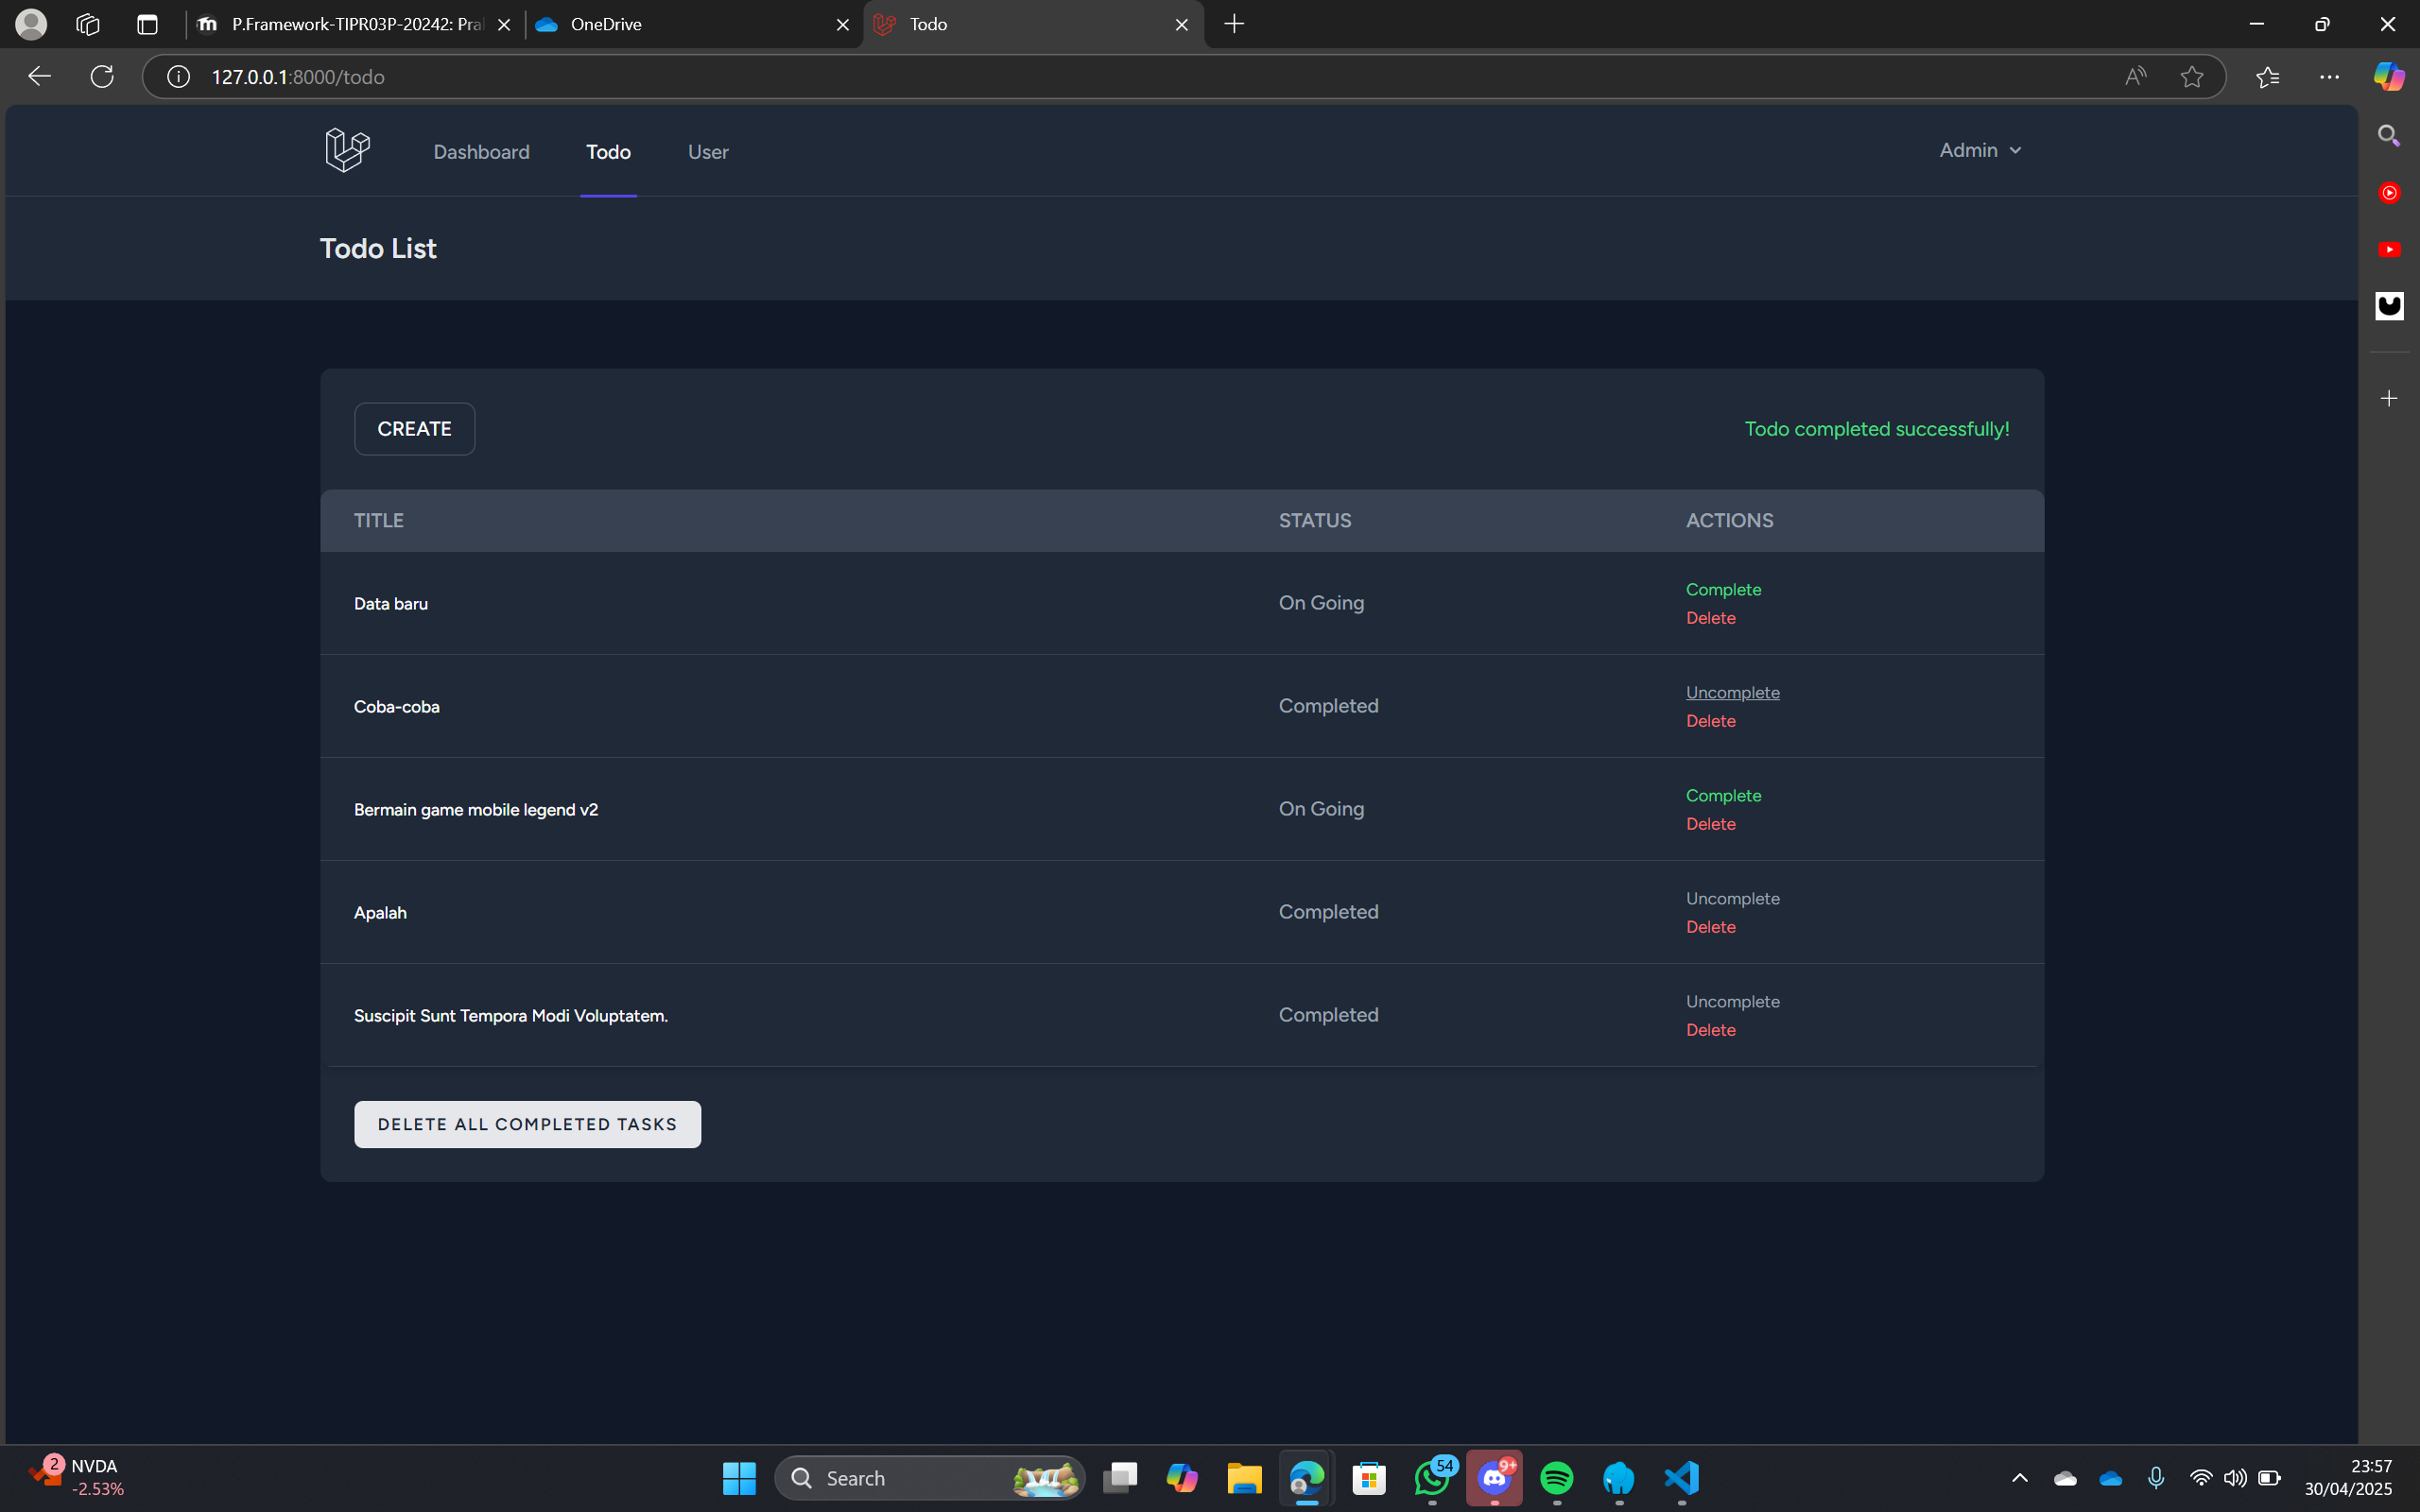 P.Framework-TIPR03P-20242: Pra
OneDrive
Todo
127.0.0.1:8000/todo
Dashboard
Todo
User
Admin
Todo List
CREATE
Todo completed successfully!
TITLE
STATUS
ACTIONS
Data baru
On Going
Complete
Delete
Coba-coba
Completed
Uncomplete
Delete
Bermain game mobile legend v2
On Going
Complete
Delete
Apalah
Completed
Uncomplete
Delete
Suscipit Sunt Tempora Modi Voluptatem.
Completed
Uncomplete
Delete
DELETE ALL COMPLETED TASKS
2
NVDA
-2.53%
Search
54
9+
23:57
30/04/2025